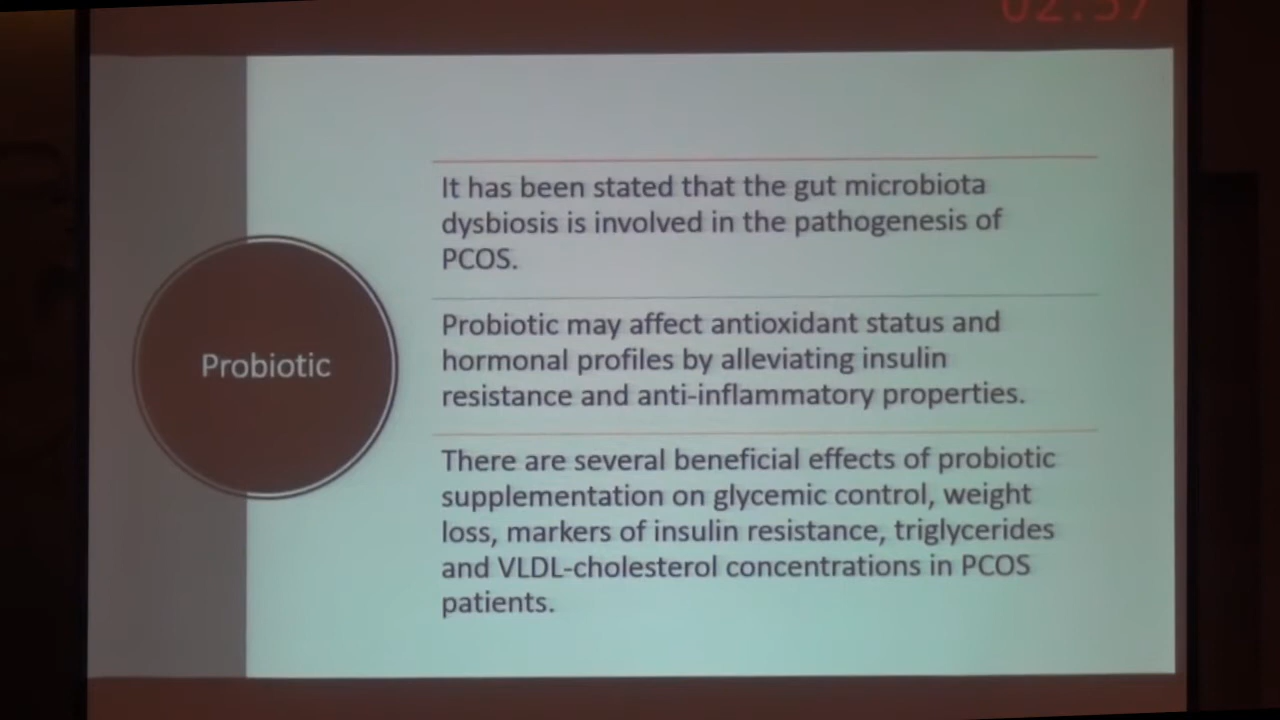 02:57
It has been stated that the gut microbiota
dysbiosis is involved in the pathogenesis of
PCOS.
Probiotic
Probiotic may affect antioxidant status and
hormonal profiles by alleviating insulin
resistance and anti-inflammatory properties.
There are several beneficial effects of probiotic
supplementation on glycemic control, weight
loss, markers of insulin resistance, triglycerides
and VLDL-cholesterol concentrations in PCOS
patients.